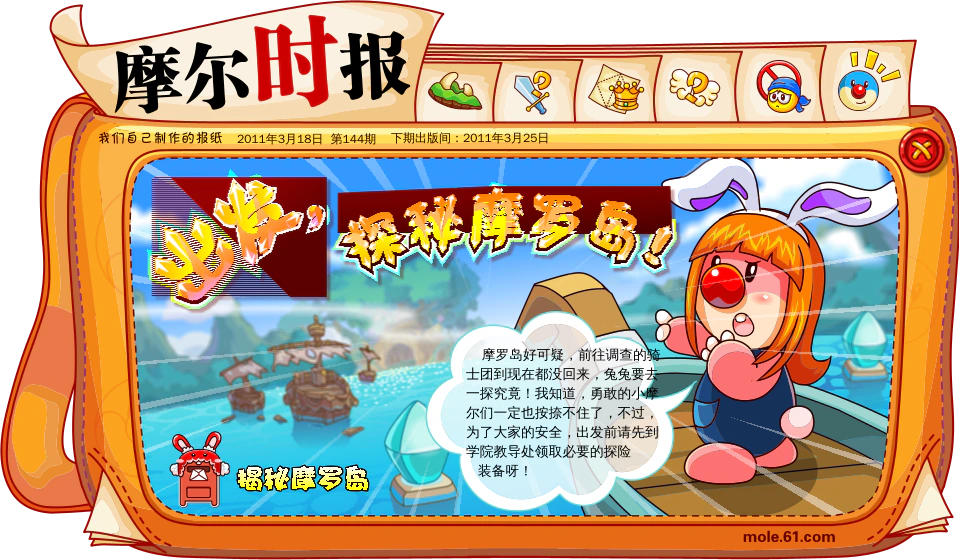 摩尔时报
我们自己制作的报纸 2011年3月18日 第144期 下期出版间：2011年3月25日
出发，探秘摩罗岛！
摩罗岛好可疑，前往调查的骑
士团到现在都没回来，兔兔要去
一探究竟！我知道，勇敢的小摩
尔们一定也按捺不住了，不过，
为了大家的安全，出发前请先到
学院教导处领取必要的探险
装备呀！
揭秘摩罗岛
mole.61.com